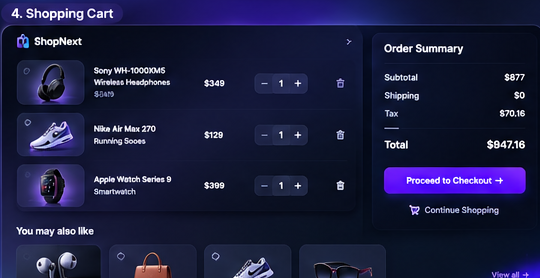 4. Shopping Cart
ShopNext
Sony WH-1000XM5
Wireless Headphones
$349
− 1 +
Nike Air Max 270
Running Sooes
$129
− 1 +
Apple Watch Series 9
Smartwatch
$399
− 1 +
Order Summary
Subtotal $877
Shipping $0
Tax $70.16
Total $947.16
Proceed to Checkout →
Continue Shopping
You may also like
View all →